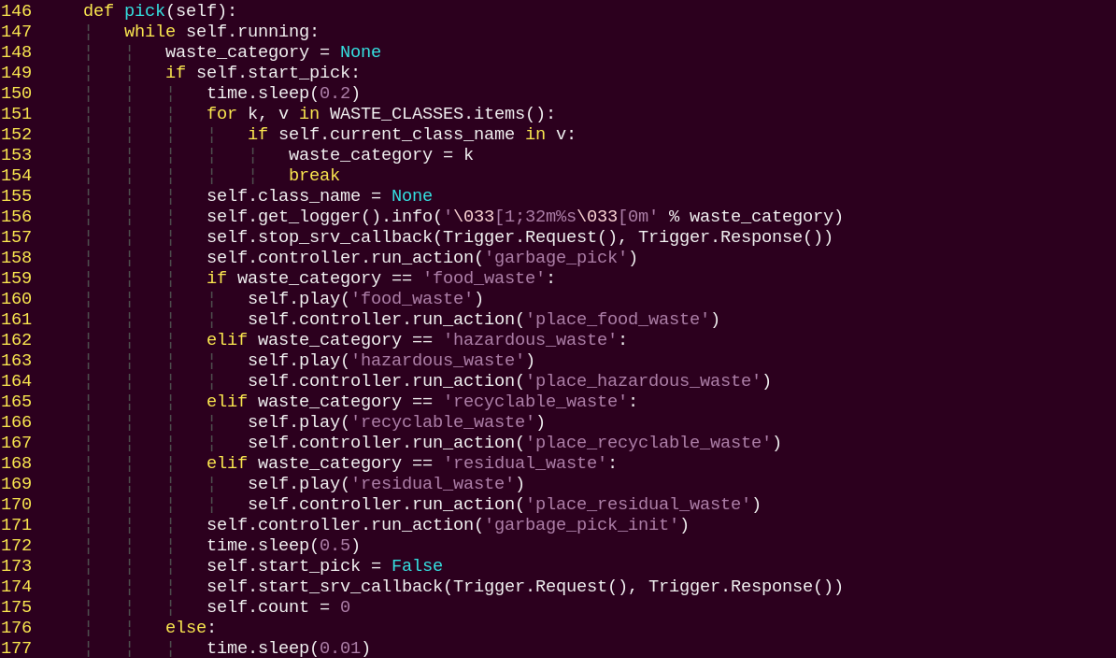 146     def pick(self):
147         while self.running:
148             waste_category = None
149             if self.start_pick:
150                 time.sleep(0.2)
151                 for k, v in WASTE_CLASSES.items():
152                     if self.current_class_name in v:
153                         waste_category = k
154                         break
155                 self.class_name = None
156                 self.get_logger().info('\033[1;32m%s\033[0m' % waste_category)
157                 self.stop_srv_callback(Trigger.Request(), Trigger.Response())
158                 self.controller.run_action('garbage_pick')
159                 if waste_category == 'food_waste':
160                     self.play('food_waste')
161                     self.controller.run_action('place_food_waste')
162                 elif waste_category == 'hazardous_waste':
163                     self.play('hazardous_waste')
164                     self.controller.run_action('place_hazardous_waste')
165                 elif waste_category == 'recyclable_waste':
166                     self.play('recyclable_waste')
167                     self.controller.run_action('place_recyclable_waste')
168                 elif waste_category == 'residual_waste':
169                     self.play('residual_waste')
170                     self.controller.run_action('place_residual_waste')
171                 self.controller.run_action('garbage_pick_init')
172                 time.sleep(0.5)
173                 self.start_pick = False
174                 self.start_srv_callback(Trigger.Request(), Trigger.Response())
175                 self.count = 0
176             else:
177                 time.sleep(0.01)